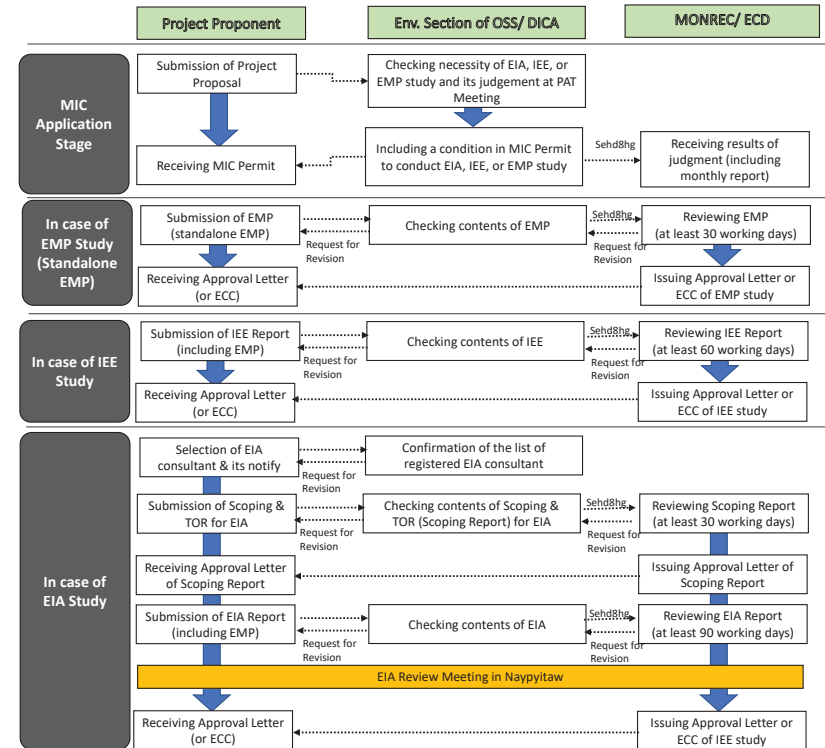 Project Proponent
Env. Section of OSS/ DICA
MONREC/ ECD
MIC
Application
Stage
Submission of Project
Proposal
Checking necessity of EIA, IEE, or
EMP study and its judgement at PAT
Meeting
Receiving MIC Permit
Including a condition in MIC Permit
to conduct EIA, IEE, or EMP study
Sehd8hg
Receiving results of
judgment (including
monthly report)
In case of
EMP Study
(Standalone
EMP)
Submission of EMP
(standalone EMP)
Request for
Revision
Checking contents of EMP
Sehd8hg
Request for
Revision
Reviewing EMP
(at least 30 working days)
Receiving Approval Letter
(or ECC)
Issuing Approval Letter or
ECC of EMP study
In case of IEE
Study
Submission of IEE Report
(including EMP)
Request for
Revision
Checking contents of IEE
Sehd8hg
Request for
Revision
Reviewing IEE Report
(at least 60 working days)
Receiving Approval Letter
(or ECC)
Issuing Approval Letter or
ECC of IEE study
In case of
EIA Study
Selection of EIA
consultant & its notify
Request for
Revision
Confirmation of the list of
registered EIA consultant
Submission of Scoping &
TOR for EIA
Request for
Revision
Checking contents of Scoping &
TOR (Scoping Report) for EIA
Sehd8hg
Request for
Revision
Reviewing Scoping Report
(at least 30 working days)
Receiving Approval Letter
of Scoping Report
Issuing Approval Letter of
Scoping Report
Submission of EIA Report
(including EMP)
Request for
Revision
Checking contents of EIA
Sehd8hg
Request for
Revision
Reviewing EIA Report
(at least 90 working days)
EIA Review Meeting in Naypyitaw
Receiving Approval Letter
(or ECC)
Issuing Approval Letter or
ECC of IEE study